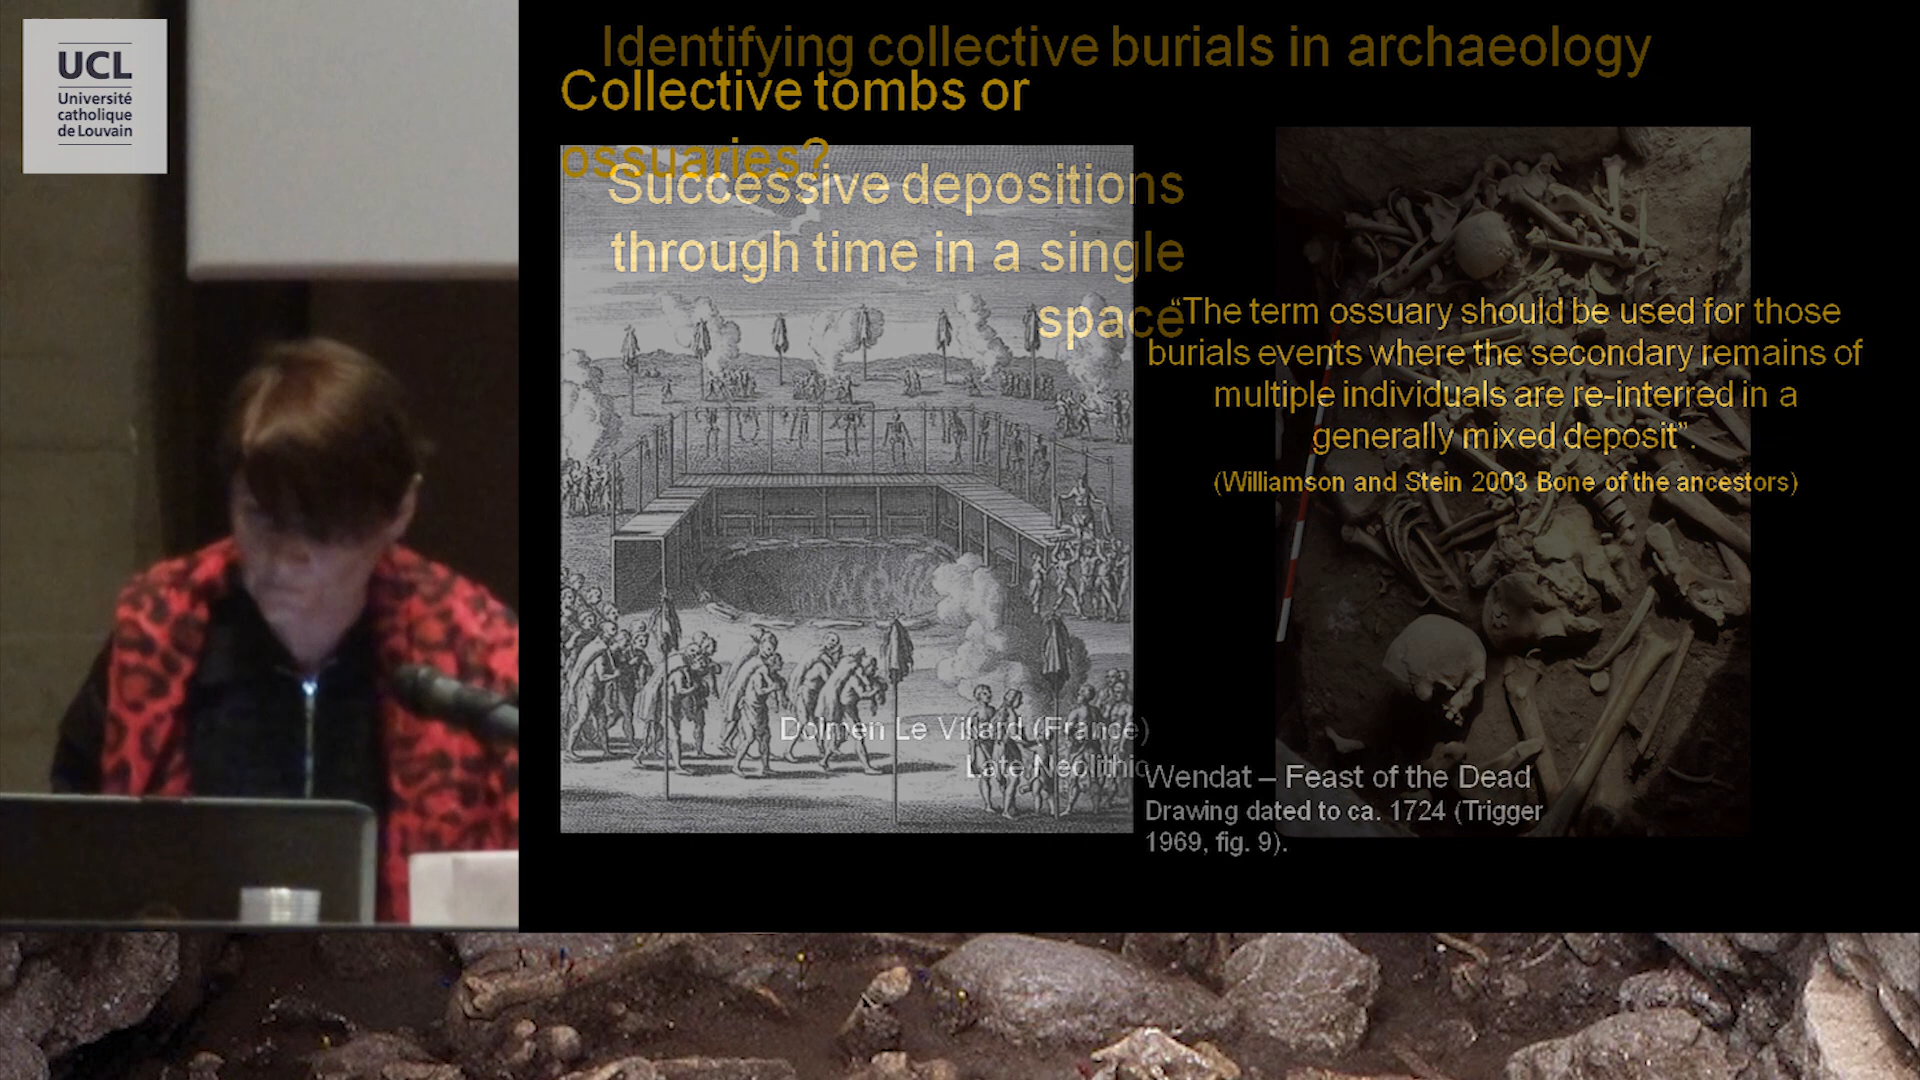 UCL
Université
catholique
de Louvain
Identifying collective burials in archaeology
Collective tombs or
ossuaries?
Successive depositions
through time in a single
space
“The term ossuary should be used for those
burials events where the secondary remains of
multiple individuals are re-interred in a
generally mixed deposit”.
(Williamson and Stein 2003 Bone of the ancestors)
Dolmen Le Villard (France)
Late Neolithic
Wendat – Feast of the Dead
Drawing dated to ca. 1724 (Trigger
1969, fig. 9).